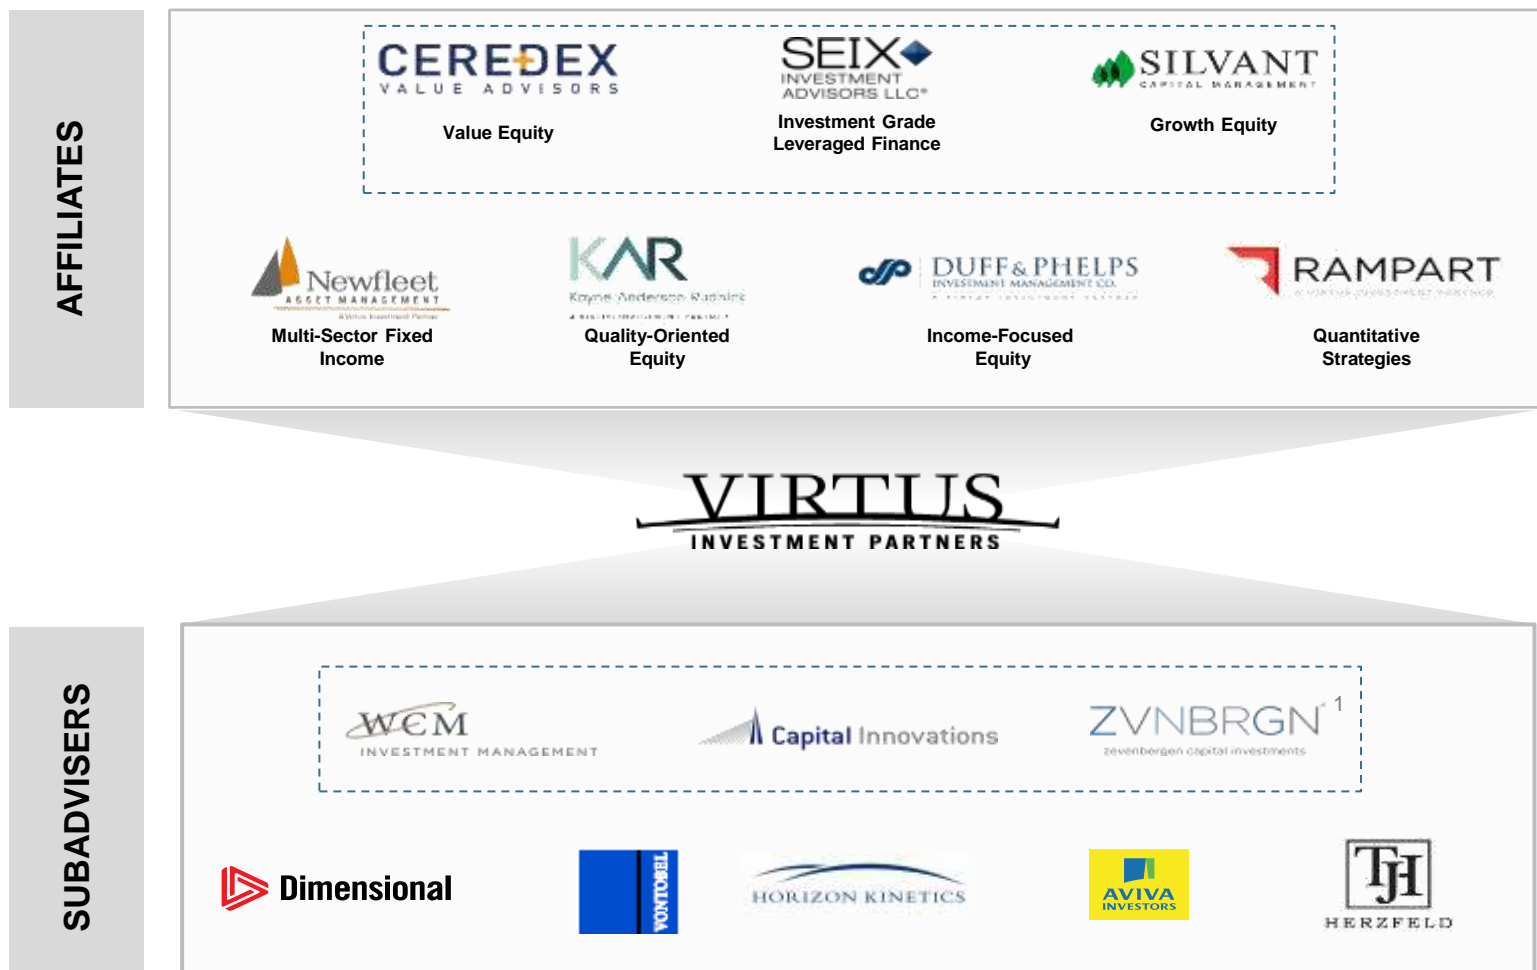 AFFILIATES
CEREDEX
VALUE ADVISORS
Value Equity
SEIX
INVESTMENT
ADVISORS LLC®
Investment Grade
Leveraged Finance
SILVANT
CAPITAL MANAGEMENT
Growth Equity
Newfleet
ASSET MANAGEMENT
A Virtus Investment Partner
Multi-Sector Fixed
Income
KAR
Kayne Anderson Rudnick
Quality-Oriented
Equity
DUFF & PHELPS
INVESTMENT MANAGEMENT CO.
Income-Focused
Equity
RAMPART
Quantitative
Strategies
VIRTUS
INVESTMENT PARTNERS
SUBADVISERS
WCM
INVESTMENT MANAGEMENT
Capital Innovations
ZVNBRGN 1
zevenbergen capital investments
Dimensional
VONTOBEL
HORIZON KINETICS
AVIVA
INVESTORS
TJH
HERZFELD